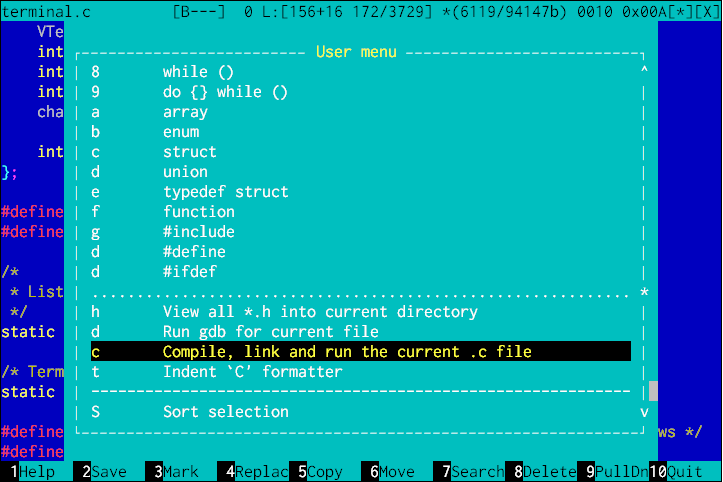 terminal.c [B---] 0 L:[156+16 172/3729] *(6119/94147b) 0010 0x00A[*][X]
VTe
int User menu
int 8 while () ^
int 9 do {} while ()
cha a array
b enum
int c struct
}; d union
e typedef struct
#define f function
#define g #include
d #define
/* d #ifdef
* List *
*/ h View all *.h into current directory
static d Run gdb for current file
c Compile, link and run the current .c file
/* Term t Indent `C' formatter
static
S Sort selection v
#define ws */
#define
1Help 2Save 3Mark 4Replac 5Copy 6Move 7Search 8Delete 9PullDn 10Quit